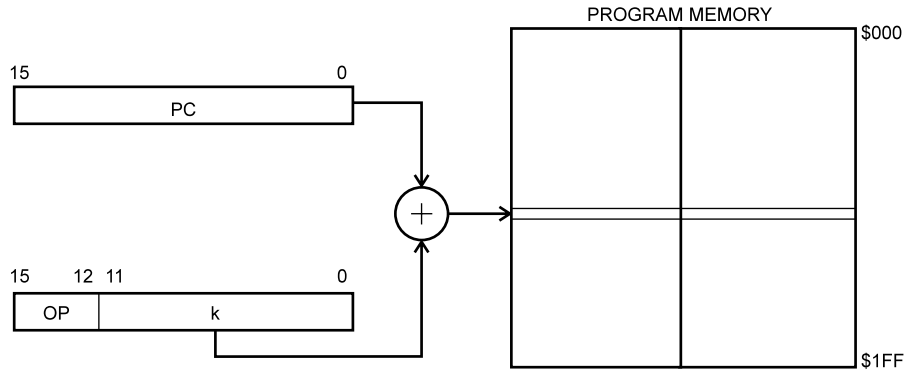 PROGRAM MEMORY
$000
15 0
PC
+
15 12 11 0
OP k
$1FF